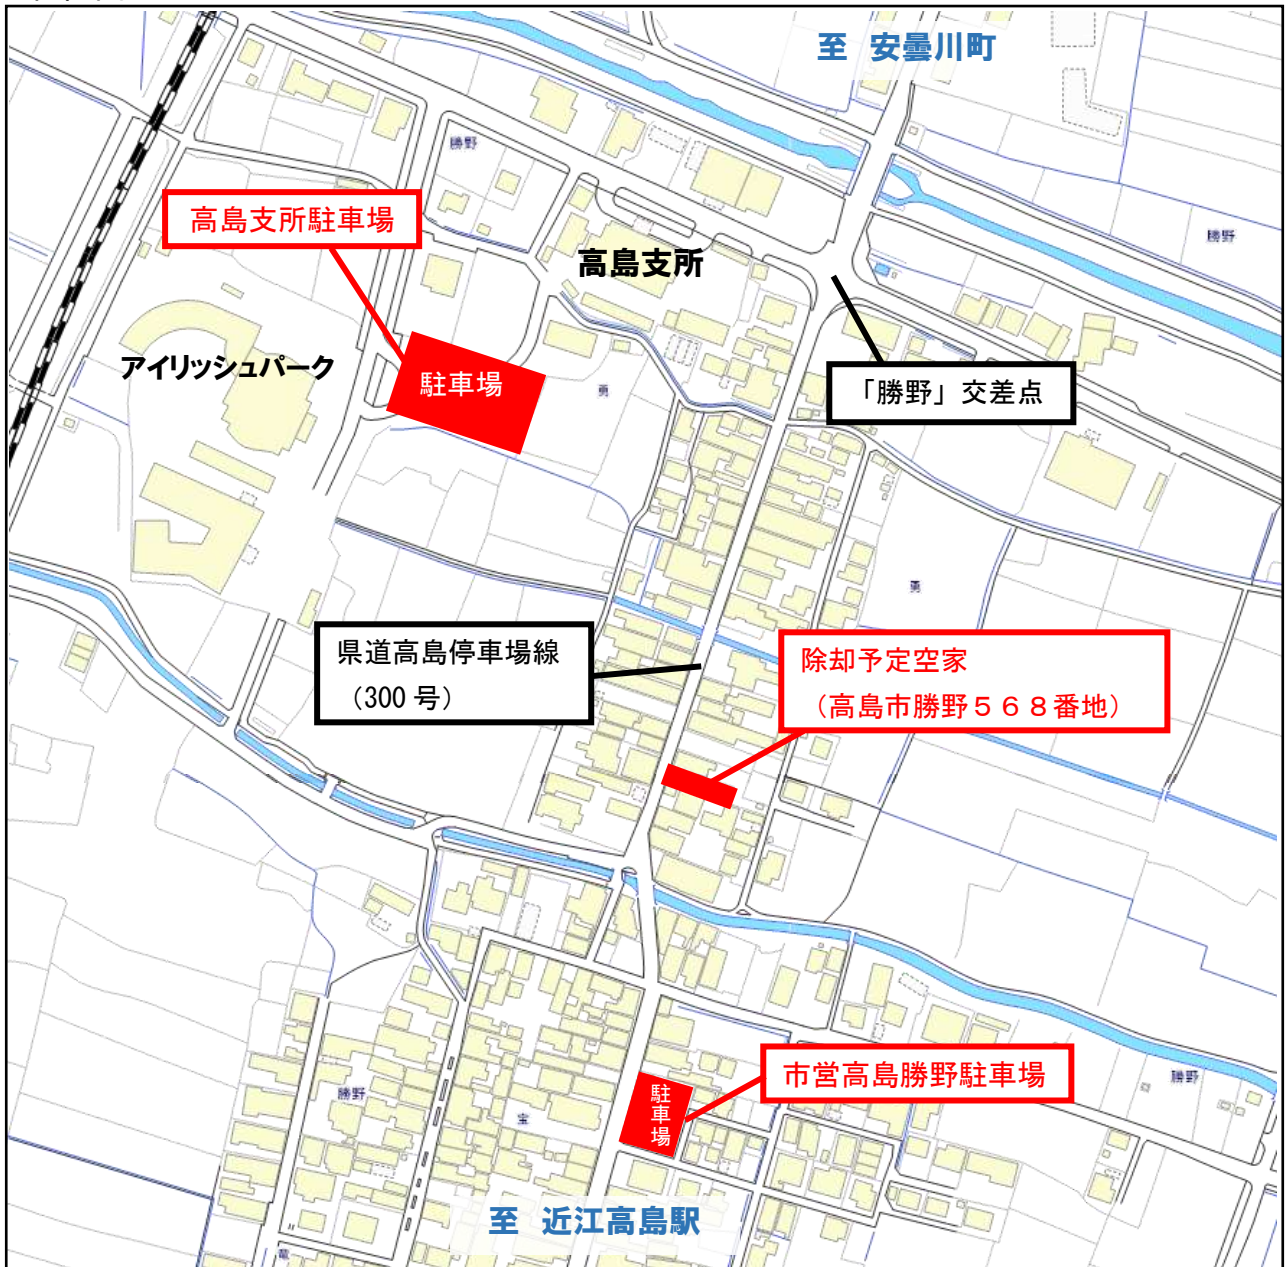 至 安曇川町
勝野
高島支所駐車場
勝野
高島支所
アイリッシュパーク
駐車場
勇
「勝野」交差点
勇
県道高島停車場線
（300 号）
除却予定空家
（高島市勝野５６８番地）
市営高島勝野駐車場
勝野
勝野
駐車場
宝
至 近江高島駅